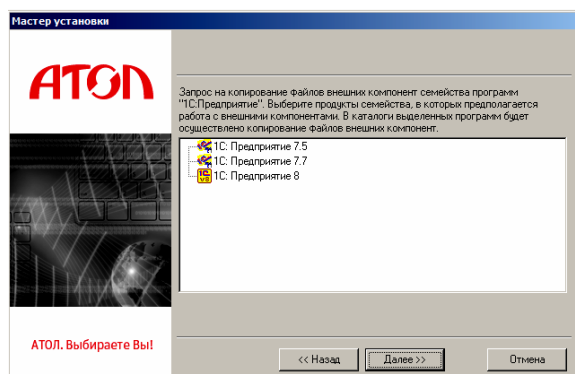 Мастер установки
АТОЛ
Запрос на копирование файлов внешних компонент семейства программ
"1С:Предприятие". Выберите продукты семейства, в которых предполагается
работа с внешними компонентами. В каталоги выделенных программ будет
осуществлено копирование файлов внешних компонент.
1С: Предприятие 7.5
1С: Предприятие 7.7
1С: Предприятие 8
АТОЛ. Выбираете Вы!
<< Назад
Далее >>
Отмена